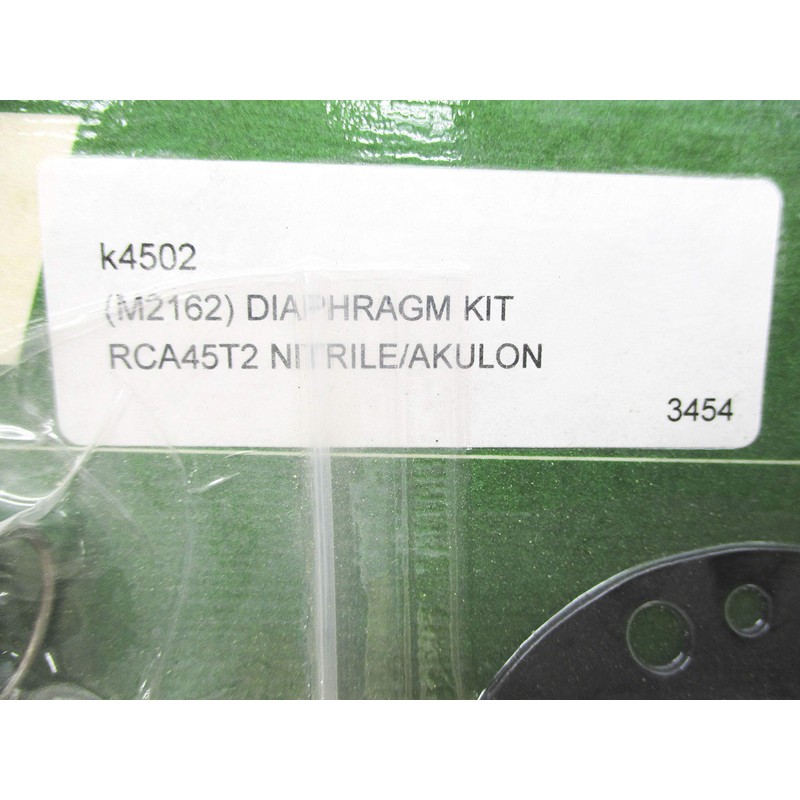 k4502
(M2162) DIAPHRAGM KIT
RCA45T2 NITRILE/AKULON
3454